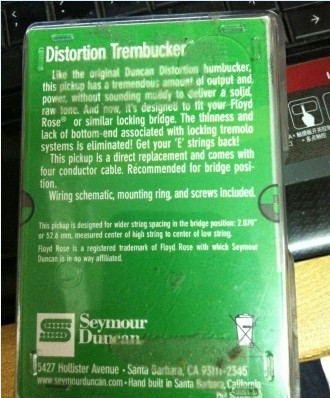 Distortion Trembucker
Like the original Duncan Distortion humbucker,
this pickup has a tremendous amount of output and
power, without sounding muddy to deliver a solid,
raw tone. And now, it's designed to fit your Floyd
Rose® or similar locking bridge. The thinness and
lack of bottom-end associated with locking tremolo
systems is eliminated! Get your 'E' strings back!
This pickup is a direct replacement and comes with
four conductor cable. Recommended for bridge posi-
tion.
Wiring schematic, mounting ring, and screws included.
This pickup is designed for wider string spacing in the bridge position: 2.070"
or 52.6 mm, measured center of high string to center of low string.
Floyd Rose is a registered trademark of Floyd Rose with which Seymour
Duncan is in no way affiliated.
Seymour
Duncan
5427 Hollister Avenue • Santa Barbara, CA 93111-2345
www.seymourduncan.com • Hand built in Santa Barbara, California